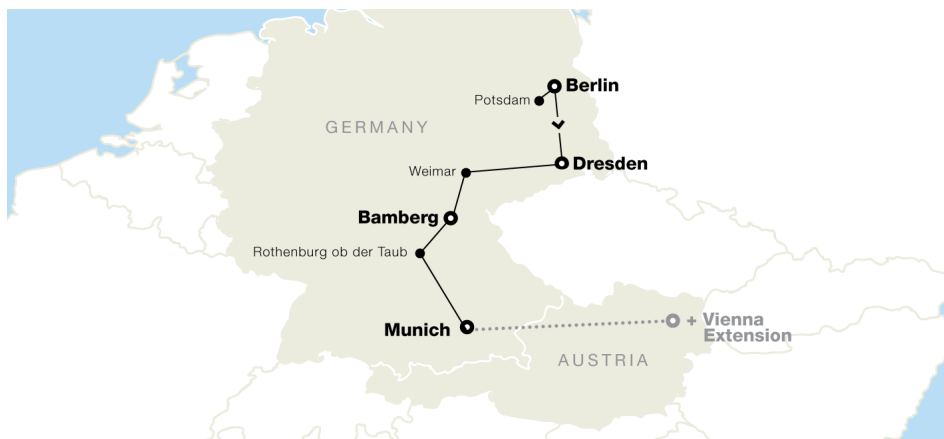 Berlin
Potsdam
GERMANY
Dresden
Weimar
Bamberg
Rothenburg ob der Taub
Munich
+ Vienna
Extension
AUSTRIA